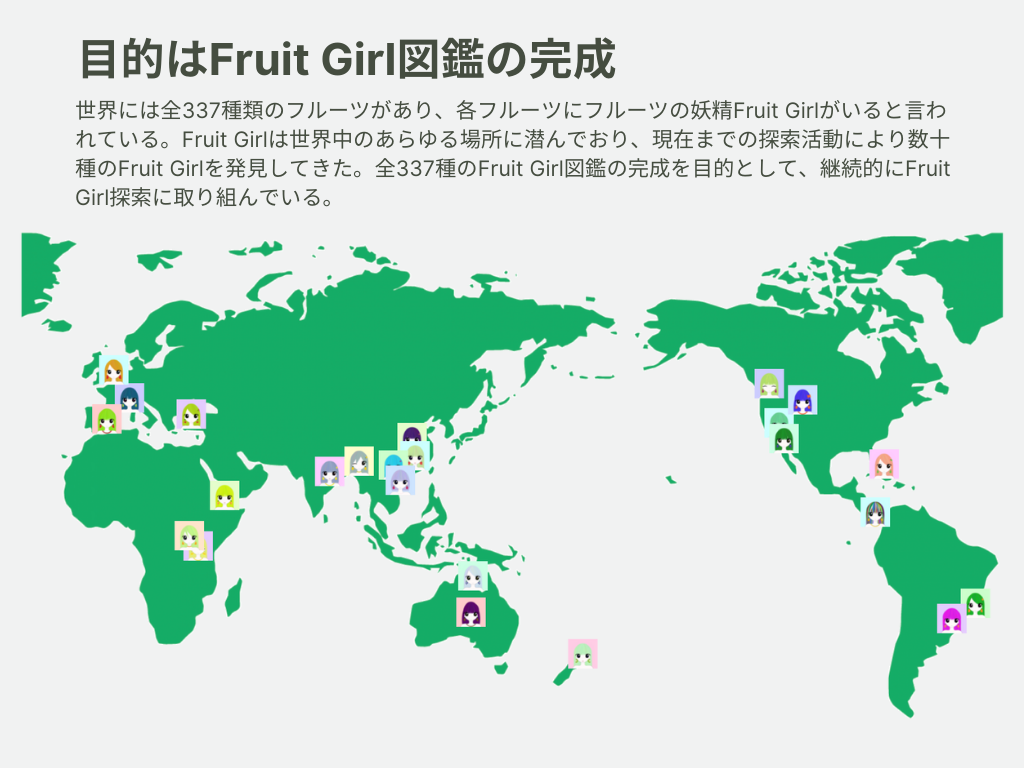 目的はFruit Girl図鑑の完成
世界には全337種類のフルーツがあり、各フルーツにフルーツの妖精Fruit Girlがいると言わ
れている。Fruit Girlは世界中のあらゆる場所に潜んでおり、現在までの探索活動により数十
種のFruit Girlを発見してきた。全337種のFruit Girl図鑑の完成を目的として、継続的にFruit
Girl探索に取り組んでいる。